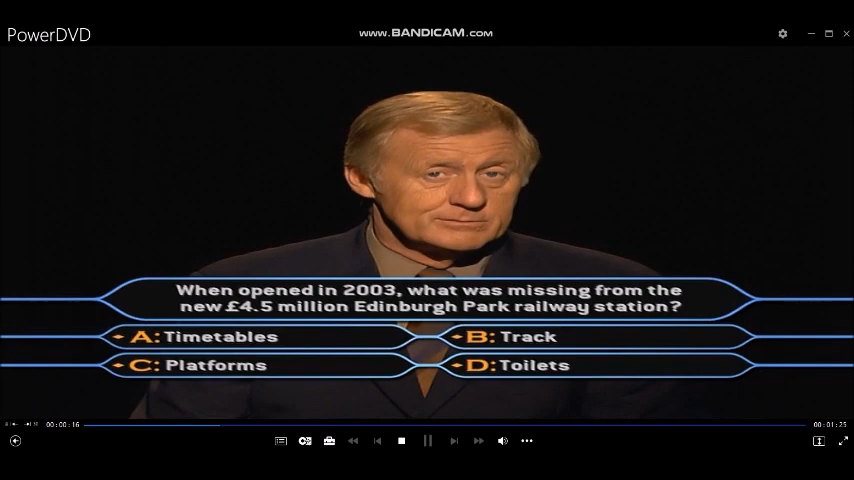 PowerDVD
www.BANDICAM.com
When opened in 2003, what was missing from the
new £4.5 million Edinburgh Park railway station?
A: Timetables
B: Track
C: Platforms
D: Toilets
00:00:16
00:01:25